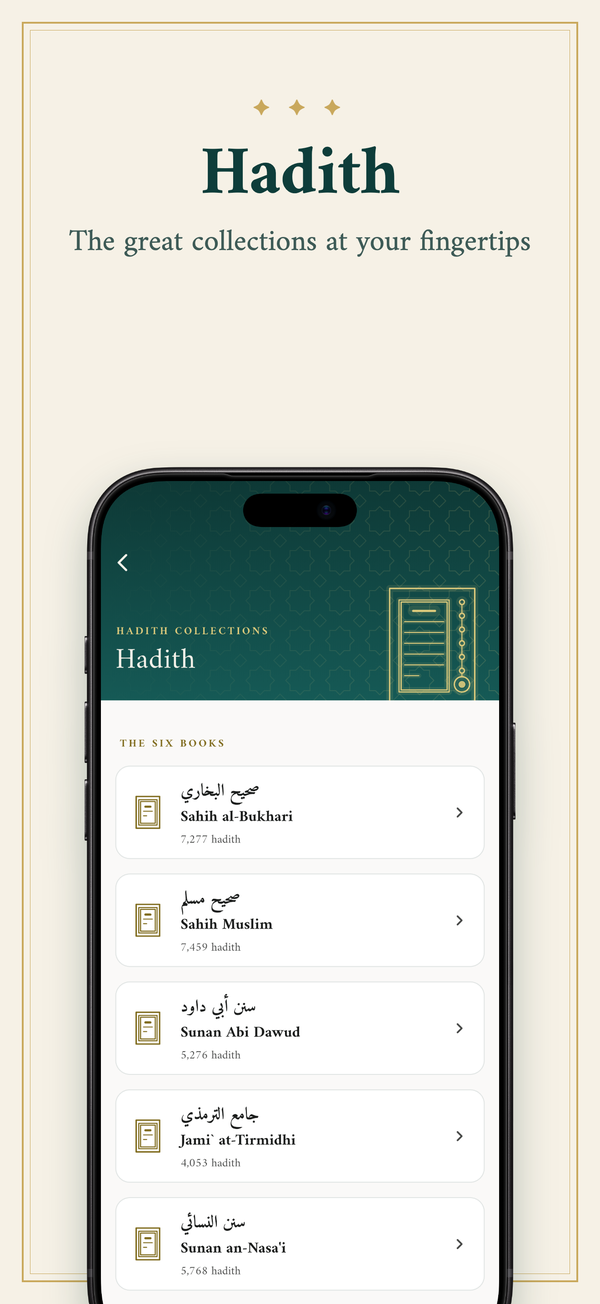 Hadith
The great collections at your fingertips
HADITH COLLECTIONS
Hadith
THE SIX BOOKS
صحيح البخاري
Sahih al-Bukhari
7,277 hadith
صحيح مسلم
Sahih Muslim
7,459 hadith
سنن أبي داود
Sunan Abi Dawud
5,276 hadith
جامع الترمذي
Jami` at-Tirmidhi
4,053 hadith
سنن النسائي
Sunan an-Nasa'i
5,768 hadith